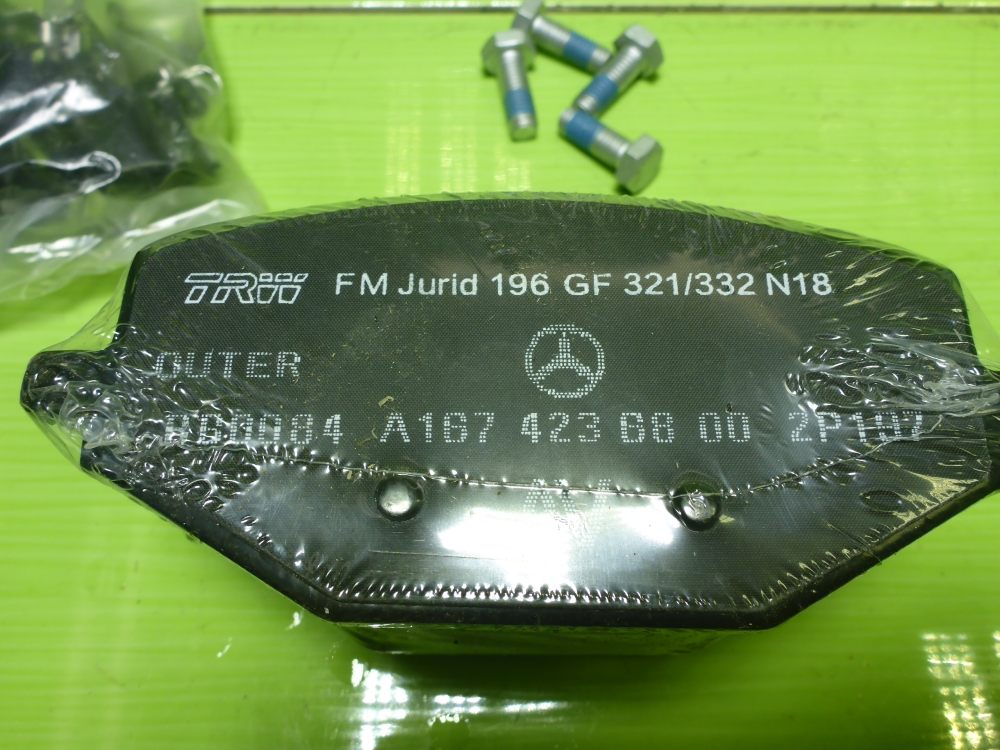 TRW FM Jurid 196 GF 321/332 N18
OUTER
A167 423 68 00